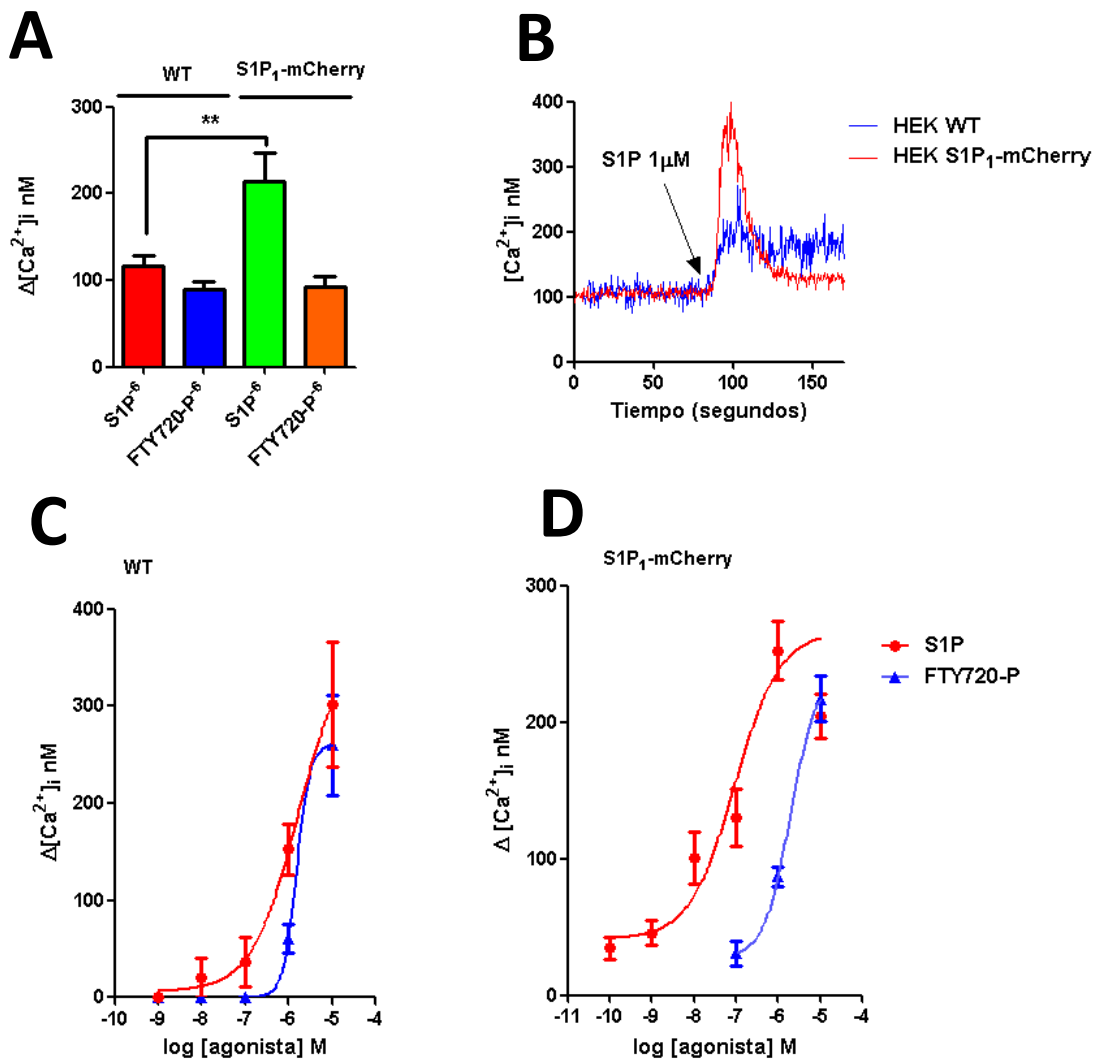 A
WT
S1P₁-mCherry
**
300
200
100
0
Δ[Ca²⁺]i nM
S1P⁻⁶
FTY720-P⁻⁶
S1P⁻⁶
FTY720-P⁻⁶
B
400
300
200
100
0
[Ca²⁺]i nM
S1P 1μM
HEK WT
HEK S1P₁-mCherry
0 50 100 150
Tiempo (segundos)
C
WT
400
300
200
100
0
Δ[Ca²⁺]i nM
-10 -9 -8 -7 -6 -5 -4
log [agonista] M
D
S1P₁-mCherry
300
200
100
0
Δ [Ca²⁺]i nM
-11 -10 -9 -8 -7 -6 -5 -4
log [agonista] M
S1P
FTY720-P